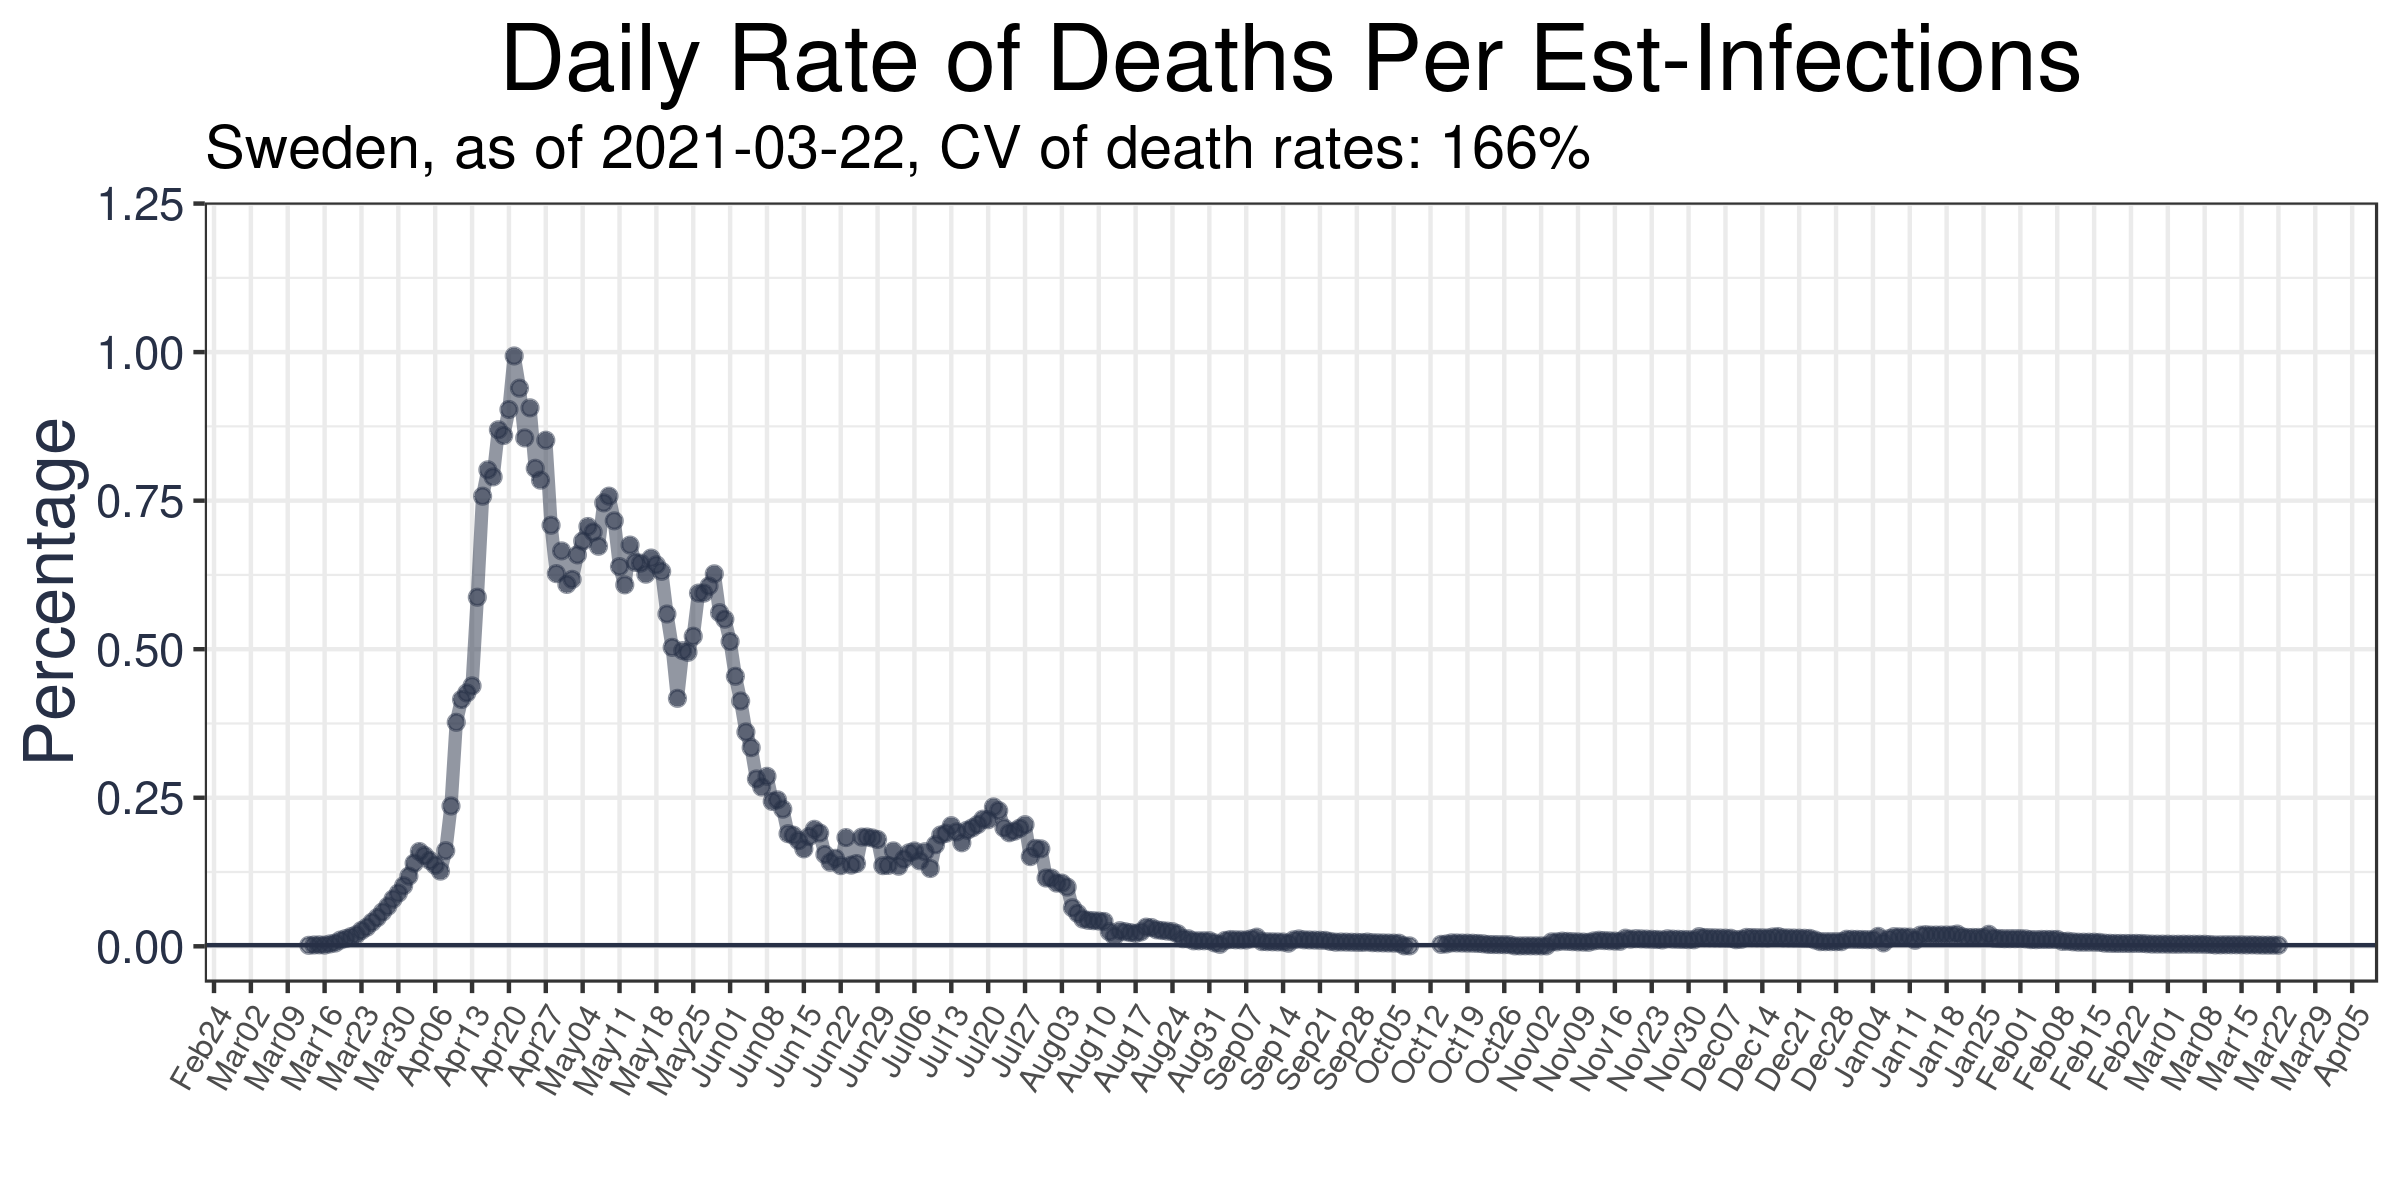 Daily Rate of Deaths Per Est-Infections
Sweden, as of 2021-03-22, CV of death rates: 166%
Percentage
1.25
1.00
0.75
0.50
0.25
0.00
Feb24
Mar02
Mar09
Mar16
Mar23
Mar30
Apr06
Apr13
Apr20
Apr27
May04
May11
May18
May25
Jun01
Jun08
Jun15
Jun22
Jun29
Jul06
Jul13
Jul20
Jul27
Aug03
Aug10
Aug17
Aug24
Aug31
Sep07
Sep14
Sep21
Sep28
Oct05
Oct12
Oct19
Oct26
Nov02
Nov09
Nov16
Nov23
Nov30
Dec07
Dec14
Dec21
Dec28
Jan04
Jan11
Jan18
Jan25
Feb01
Feb08
Feb15
Feb22
Mar01
Mar08
Mar15
Mar22
Mar29
Apr05